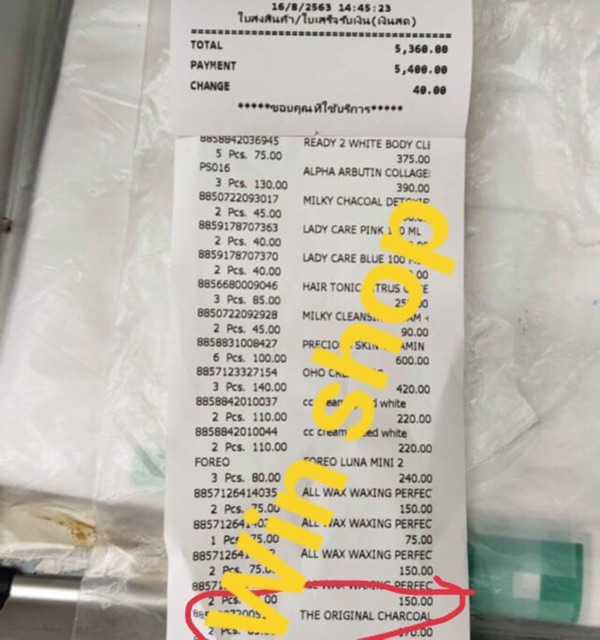 16/8/2563 14:45:23
ใบส่งสินค้า/ใบเสร็จรับเงิน(เงินสด)
TOTAL 5,360.00
PAYMENT 5,400.00
CHANGE 40.00
*****ขอบคุณที่ใช้บริการ*****
8858842036945 READY 2 WHITE BODY CLE
5 Pcs. 75.00 375.00
PS016 ALPHA ARBUTIN COLLAGE
3 Pcs. 130.00 390.00
8850722093017 MILKY CHACOAL
2 Pcs. 45.00
8859178707363 LADY CARE PINK ML
2 Pcs. 40.00
8859178707370 LADY CARE BLUE 100
2 Pcs. 40.00
8856680009046 HAIR TONIC
3 Pcs. 85.00
8850722092928 MILKY
2 Pcs. 45.00 90.00
8858831008427 SKIN
6 Pcs. 100.00 600.00
8857123327154 OHO
3 Pcs. 140.00 420.00
8858842010037 cc white
2 Pcs. 110.00 220.00
8858842010044 cc white
2 Pcs. 110.00 220.00
FOREO FOREO LUNA MINI 2
3 Pcs. 80.00 240.00
8857126414035 ALL WAX WAXING PERFEC
2 Pcs. 75.00 150.00
ALL WAX WAXING PERFEC
1 Pcs. 75.00 75.00
ALL WAX WAXING PERFEC
2 Pcs. 150.00
WAX WAXING PERFEC
2 Pcs. 150.00
THE ORIGINAL CHARCOAL
2 Pcs.
Win shop